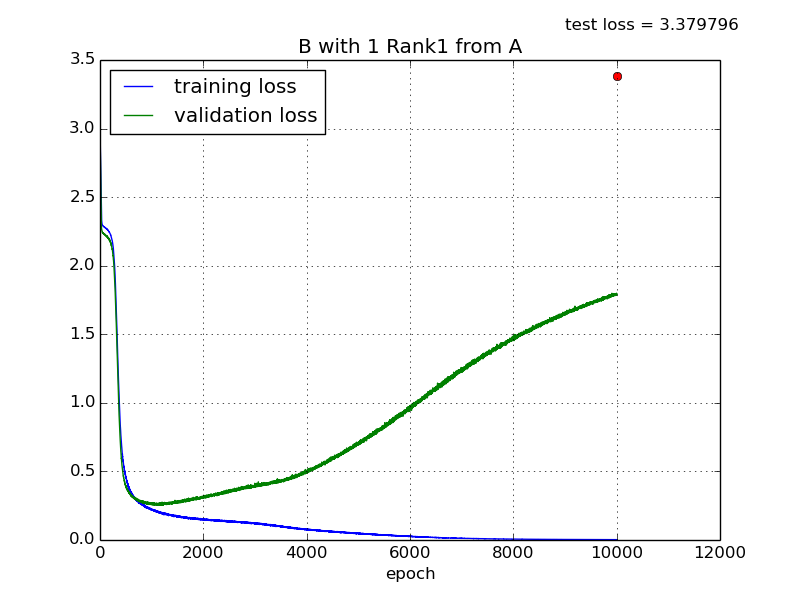 test loss = 3.379796
B with 1 Rank1 from A
training loss
validation loss
3.5
3.0
2.5
2.0
1.5
1.0
0.5
0.0
0 2000 4000 6000 8000 10000 12000
epoch